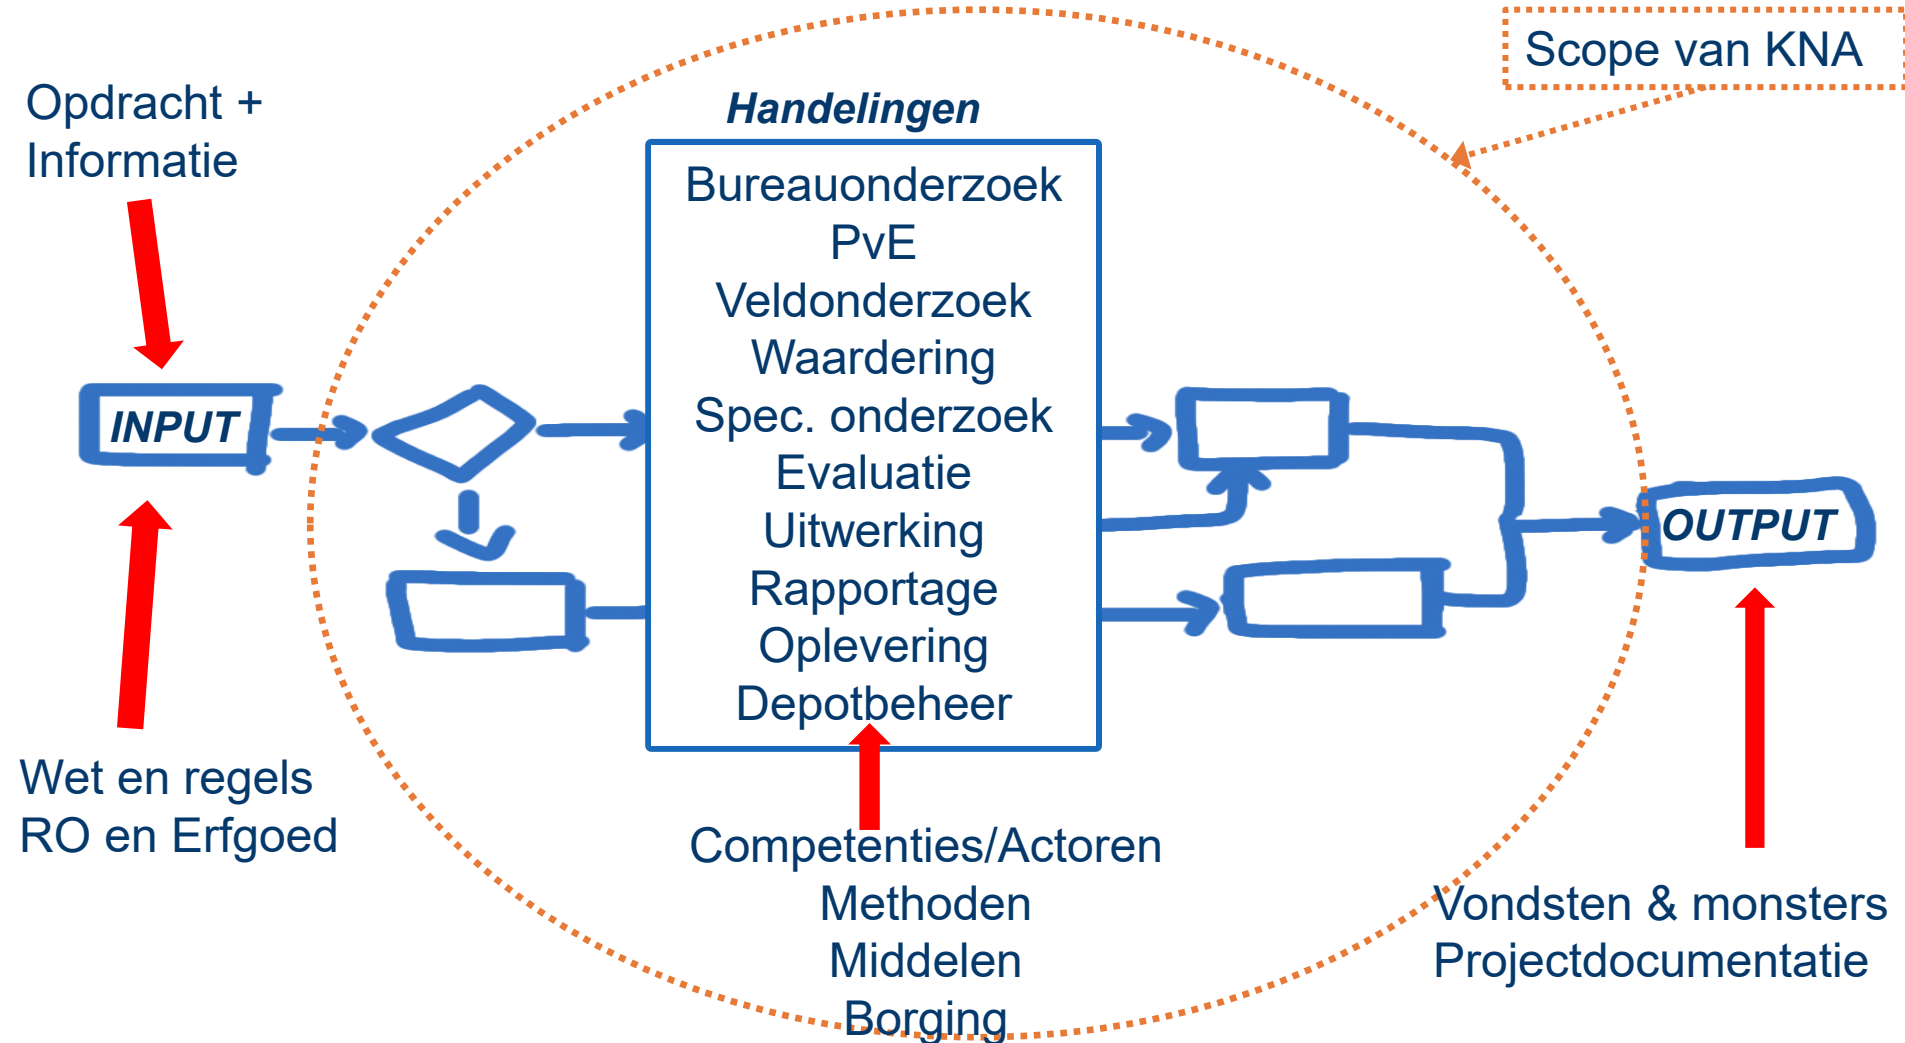 Scope van KNA
Opdracht +
Informatie
Handelingen
Bureauonderzoek
PvE
Veldonderzoek
Waardering
Spec. onderzoek
Evaluatie
Uitwerking
Rapportage
Oplevering
Depotbeheer
INPUT
OUTPUT
Wet en regels
RO en Erfgoed
Competenties/Actoren
Methoden
Middelen
Borging
Vondsten & monsters
Projectdocumentatie